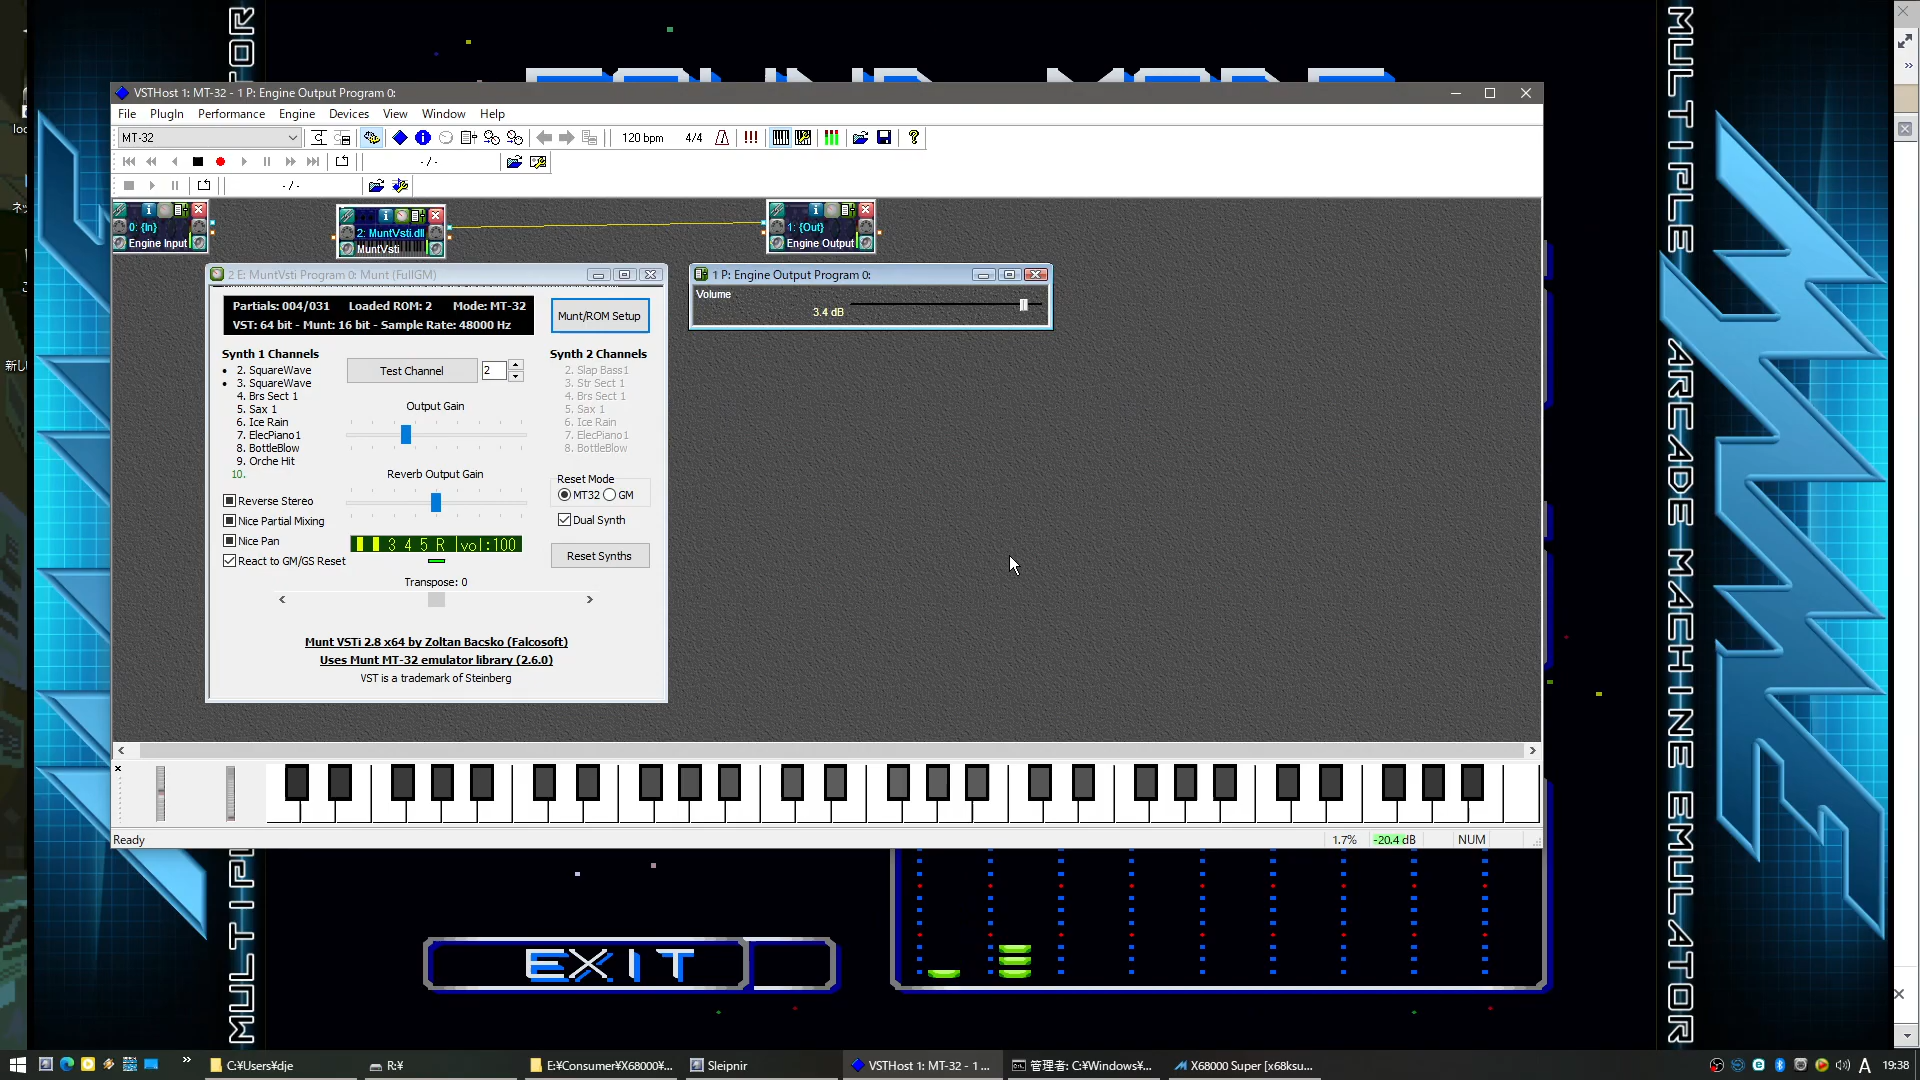 VSTHost 1: MT-32 - 1 P: Engine Output Program 0:
File PlugIn Performance Engine Devices View Window Help
MT-32
120 bpm 4/4
- / -
- / -
0: {In}
Engine Input
2: MuntVsti.dll
MuntVsti
1: {Out}
Engine Output
2 E: MuntVsti Program 0: Munt (FullGM)
Partials: 004/031 Loaded ROM: 2 Mode: MT-32
VST: 64 bit - Munt: 16 bit - Sample Rate: 48000 Hz
Munt/ROM Setup
Synth 1 Channels
2. SquareWave
3. SquareWave
4. Brs Sect 1
5. Sax 1
6. Ice Rain
7. ElecPiano1
8. BottleBlow
9. Orche Hit
10.
Test Channel 2
Output Gain
Reverb Output Gain
Synth 2 Channels
2. Slap Bass1
3. Str Sect 1
4. Brs Sect 1
5. Sax 1
6. Ice Rain
7. ElecPiano1
8. BottleBlow
Reset Mode
MT32 GM
Dual Synth
Reset Synths
Reverse Stereo
Nice Partial Mixing
Nice Pan
React to GM/GS Reset
3 4 5 R |vol:100
Transpose: 0
Munt VSTi 2.8 x64 by Zoltan Bacsko (Falcosoft)
Uses Munt MT-32 emulator library (2.6.0)
VST is a trademark of Steinberg
1 P: Engine Output Program 0:
Volume
3.4 dB
Ready 1.7% -20.4 dB NUM
EXIT
MULTIPLE ARCADE MACHINE EMULATOR
C:¥Users¥dje R:¥ E:¥Consumer¥X68000¥... Sleipnir VSTHost 1: MT-32 - 1 ... 管理者: C:¥Windows¥... X68000 Super [x68ksu... A 19:38